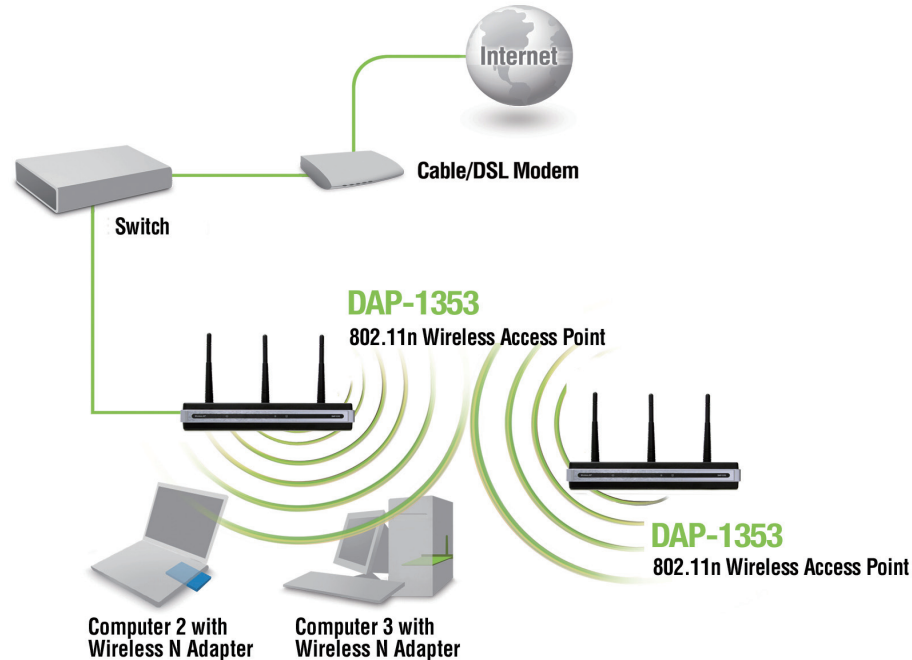 Internet
Cable/DSL Modem
Switch
DAP-1353
802.11n Wireless Access Point
DAP-1353
802.11n Wireless Access Point
Computer 2 with
Wireless N Adapter
Computer 3 with
Wireless N Adapter